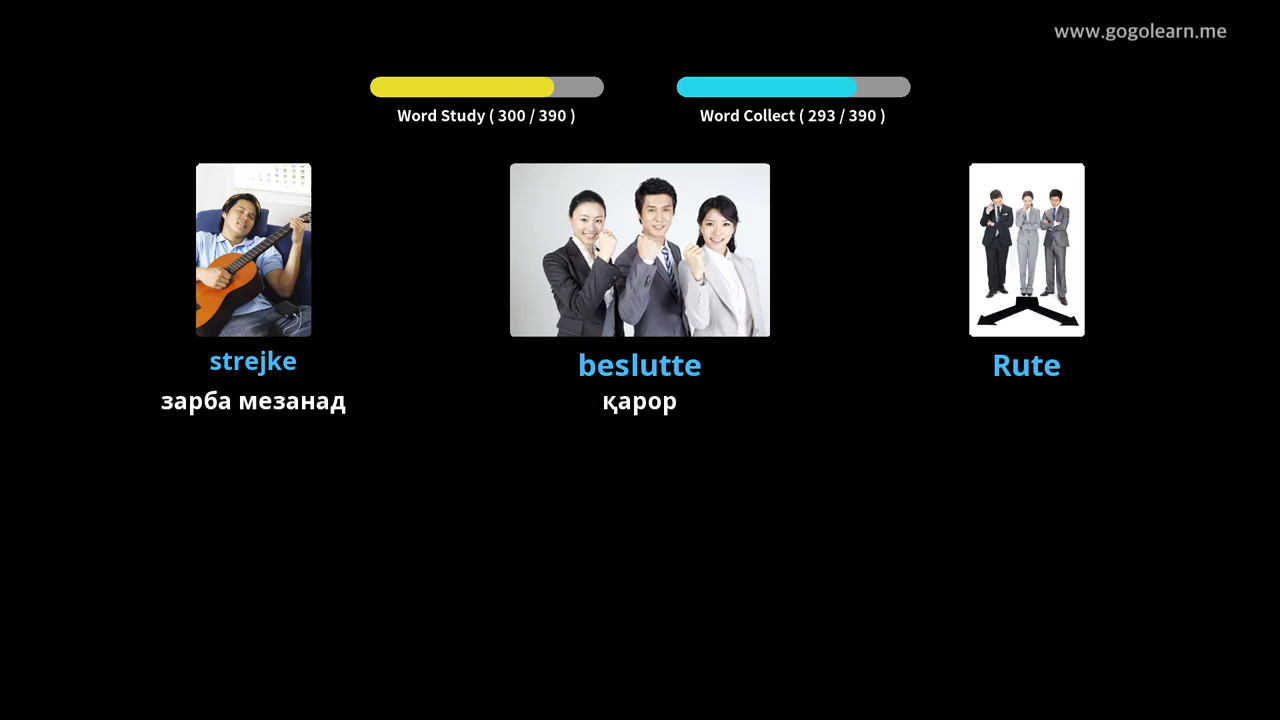 www.gogolearn.me
Word Study ( 300 / 390 )
Word Collect ( 293 / 390 )
strejke
зарба мезанад
beslutte
қарор
Rute